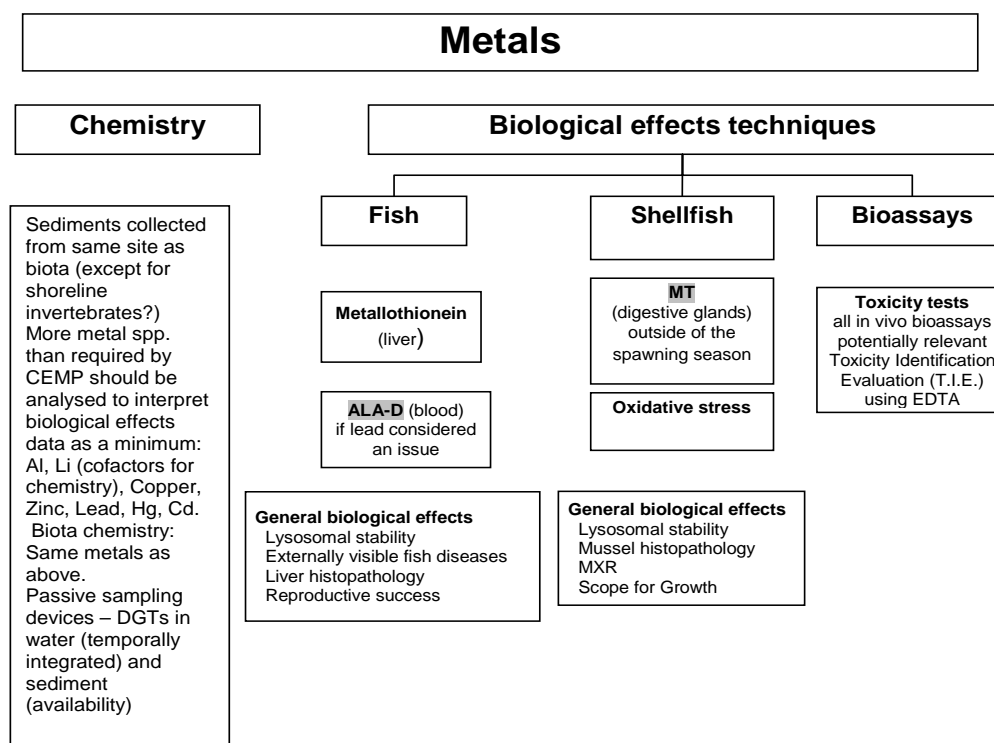 Metals
Chemistry
Sediments collected
from same site as
biota (except for
shoreline
invertebrates?)
More metal spp.
than required by
CEMP should be
analysed to interpret
biological effects
data as a minimum:
Al, Li (cofactors for
chemistry), Copper,
Zinc, Lead, Hg, Cd.
Biota chemistry:
Same metals as
above.
Passive sampling
devices – DGTs in
water (temporally
integrated) and
sediment
(availability)
Biological effects techniques
Fish
Metallothionein
(liver)
ALA-D (blood)
if lead considered
an issue
General biological effects
Lysosomal stability
Externally visible fish diseases
Liver histopathology
Reproductive success
Shellfish
MT
(digestive glands)
outside of the
spawning season
Oxidative stress
General biological effects
Lysosomal stability
Mussel histopathology
MXR
Scope for Growth
Bioassays
Toxicity tests
all in vivo bioassays
potentially relevant
Toxicity Identification
Evaluation (T.I.E.)
using EDTA